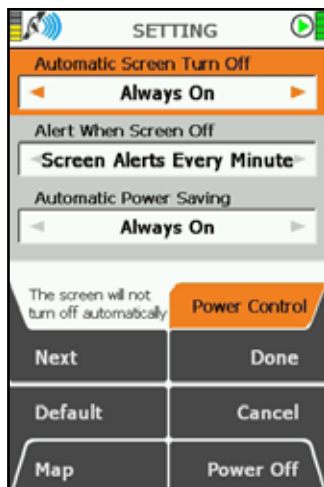 SETTING
Automatic Screen Turn Off
Always On
Alert When Screen Off
Screen Alerts Every Minute
Automatic Power Saving
Always On
The screen will not
turn off automatically
Power Control
Next
Done
Default
Cancel
Map
Power Off